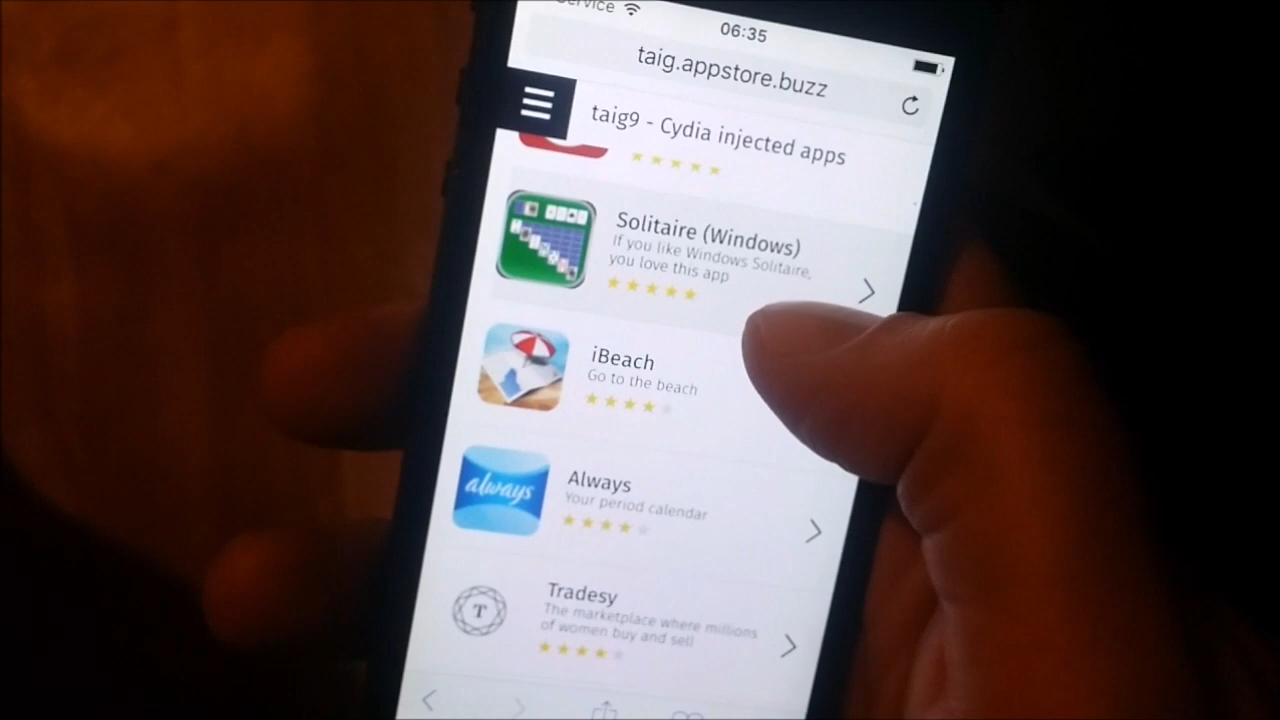 06:35
taig.appstore.buzz
taig9 - Cydia injected apps
Solitaire (Windows)
If you like Windows Solitaire,
you love this app
iBeach
Go to the beach
always
Always
Your period calendar
T
Tradesy
The marketplace where millions
of women buy and sell